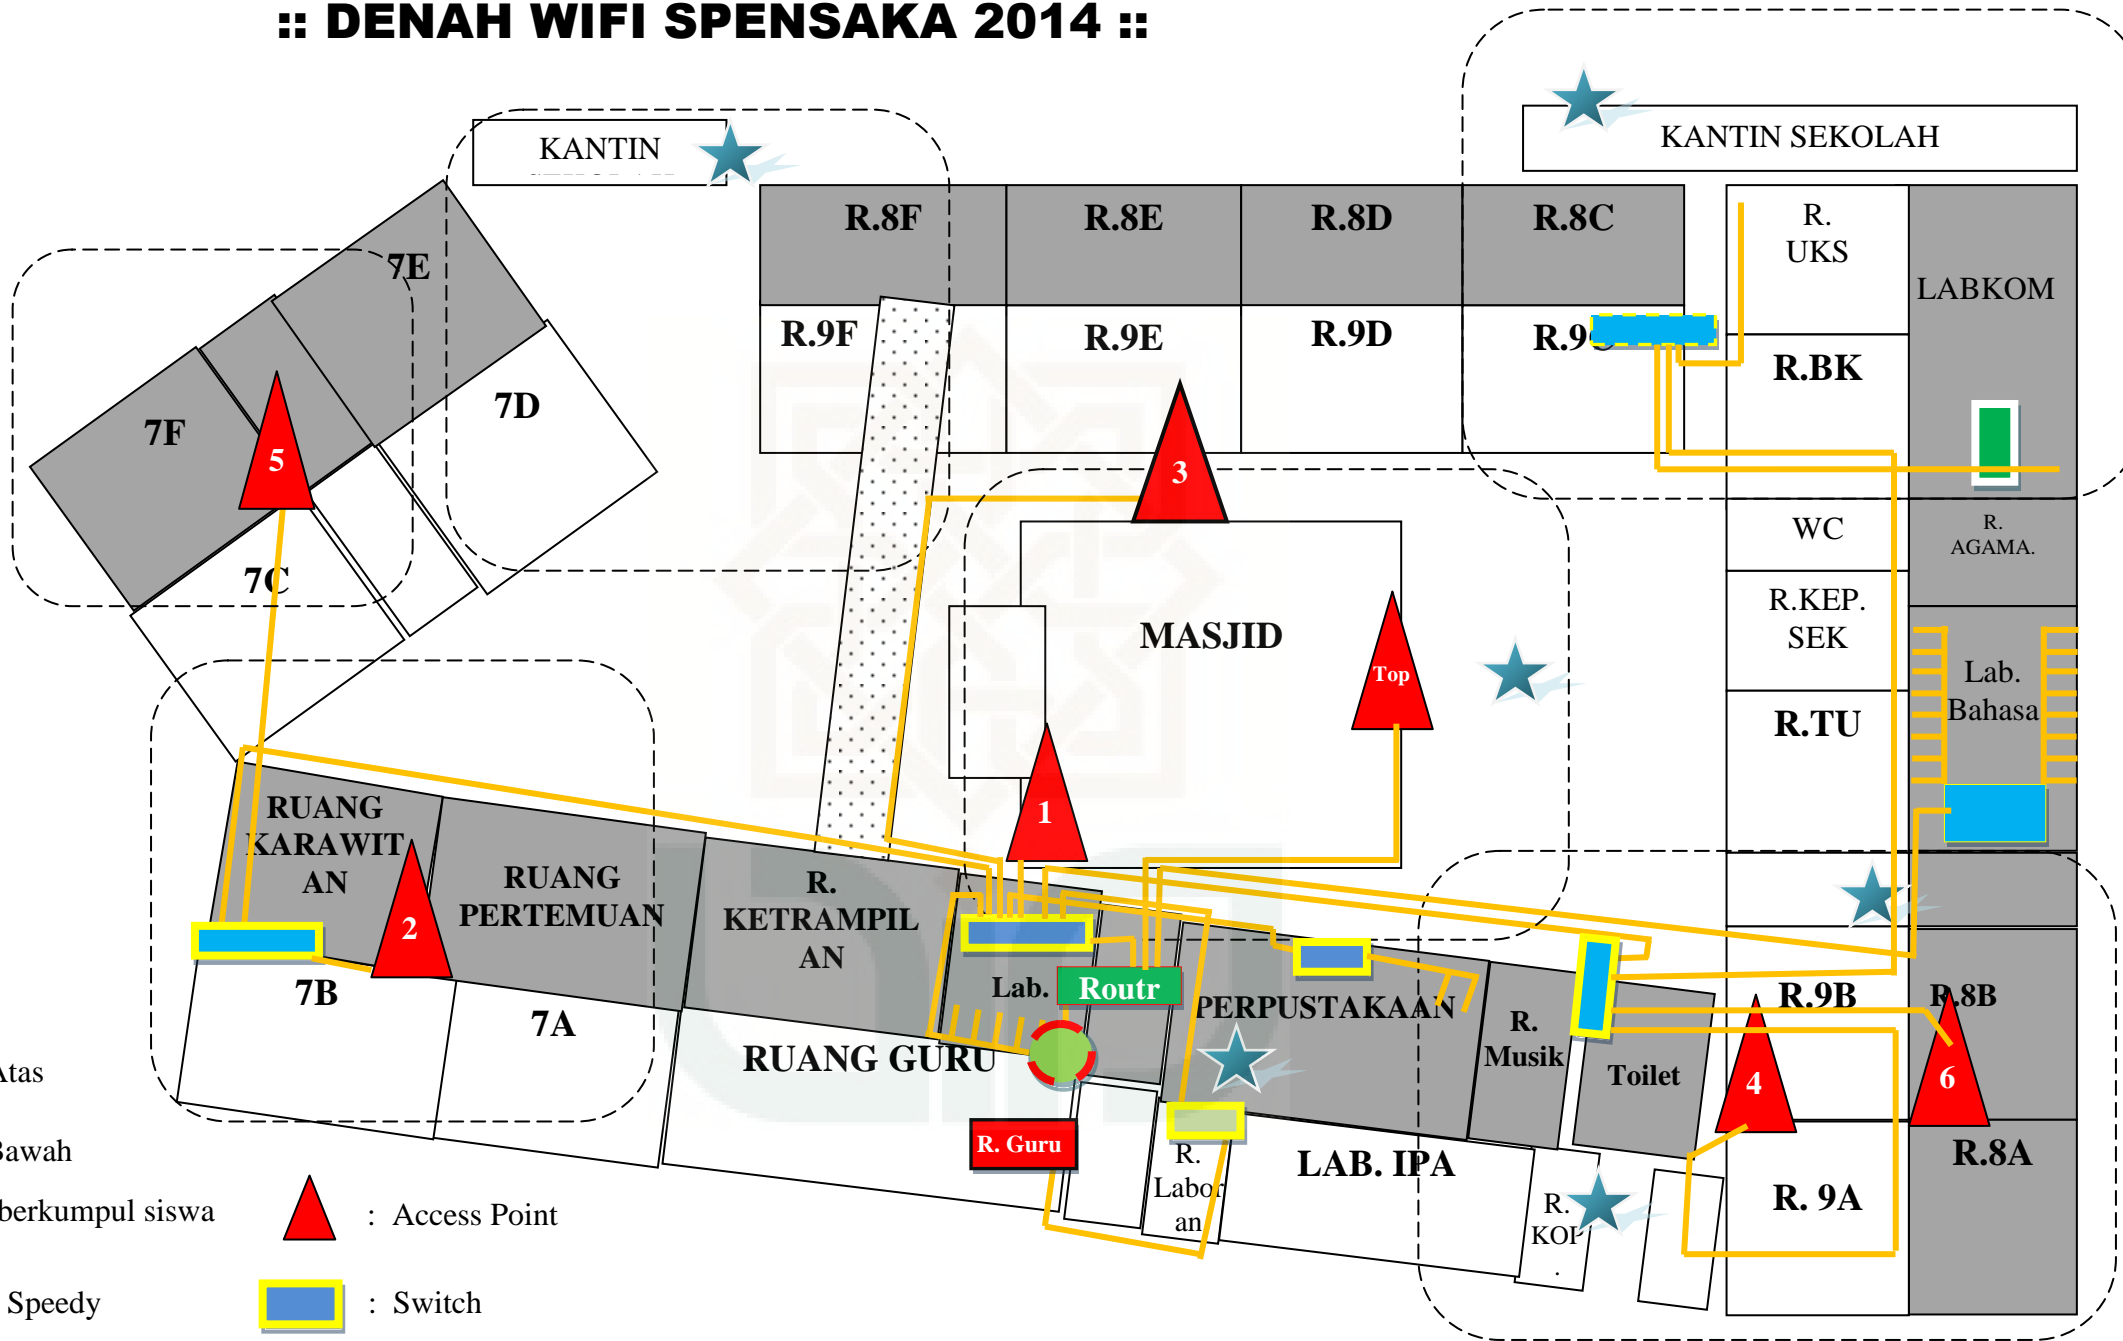 :: DENAH WIFI SPENSAKA 2014 ::
KANTIN
KANTIN SEKOLAH
R.8F
R.8E
R.8D
R.8C
R.
UKS
LABKOM
7E
R.9F
R.9E
R.9D
R.9C
R.BK
7D
7F
5
3
WC
R.
AGAMA.
7C
R.KEP.
SEK
MASJID
Top
Lab.
Bahasa
R.TU
1
RUANG
KARAWIT
AN
2
RUANG
PERTEMUAN
R.
KETRAMPIL
AN
Lab.
Routr
PERPUSTAKAAN
7B
7A
RUANG GURU
R.
Musik
Toilet
R.9B
R.8B
4
6
R. Guru
R.
Labor
an
LAB. IPA
R.
KOP
.
R. 9A
R.8A
Atas
Bawah
berkumpul siswa
: Access Point
Speedy
: Switch